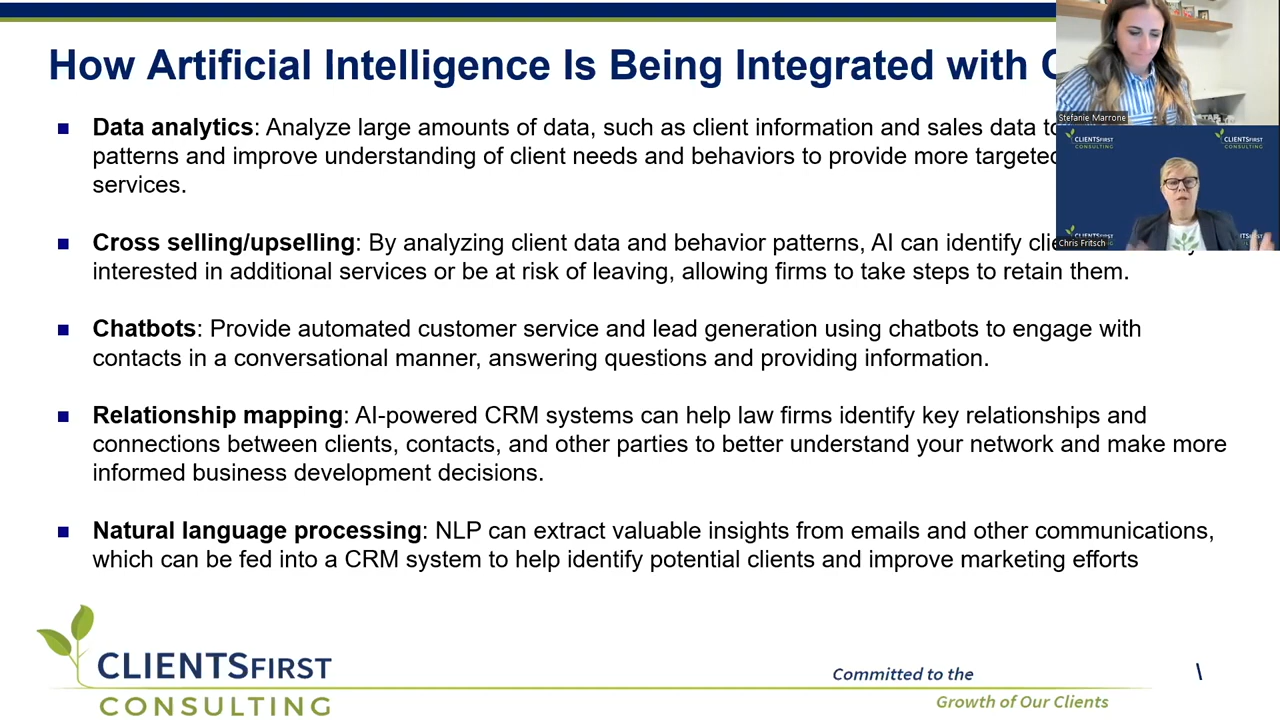 How Artificial Intelligence Is Being Integrated with
Data analytics: Analyze large amounts of data, such as client information and sales data
patterns and improve understanding of client needs and behaviors to provide more targeted
services.
Cross selling/upselling: By analyzing client data and behavior patterns, AI can identify
interested in additional services or be at risk of leaving, allowing firms to take steps to retain them.
Chatbots: Provide automated customer service and lead generation using chatbots to engage with
contacts in a conversational manner, answering questions and providing information.
Relationship mapping: AI-powered CRM systems can help law firms identify key relationships and
connections between clients, contacts, and other parties to better understand your network and make more
informed business development decisions.
Natural language processing: NLP can extract valuable insights from emails and other communications,
which can be fed into a CRM system to help identify potential clients and improve marketing efforts
Stefanie Marrone
CLIENTSFIRST
CONSULTING
CLIENTSFIRST
CONSULTING
Chris Fritsch
CLIENTSFIRST
CONSULTING
Committed to the
Growth of Our Clients
\